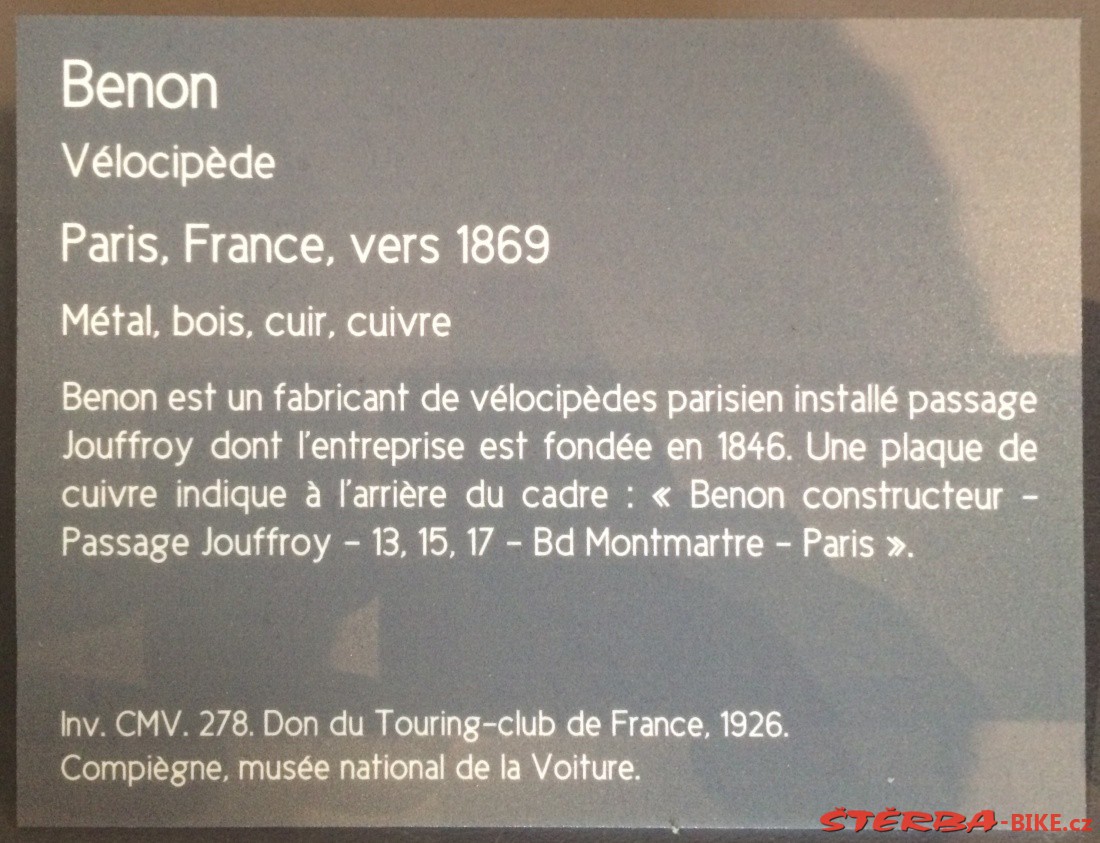 Benon
Vélocipède
Paris, France, vers 1869
Métal, bois, cuir, cuivre
Benon est un fabricant de vélocipèdes parisien installé passage
Jouffroy dont l'entreprise est fondée en 1846. Une plaque de
cuivre indique à l'arrière du cadre : « Benon constructeur –
Passage Jouffroy – 13, 15, 17 – Bd Montmartre – Paris ».
Inv. CMV. 278. Don du Touring-club de France, 1926.
Compiègne, musée national de la Voiture.
ŠTĚRBA-BIKE.cz